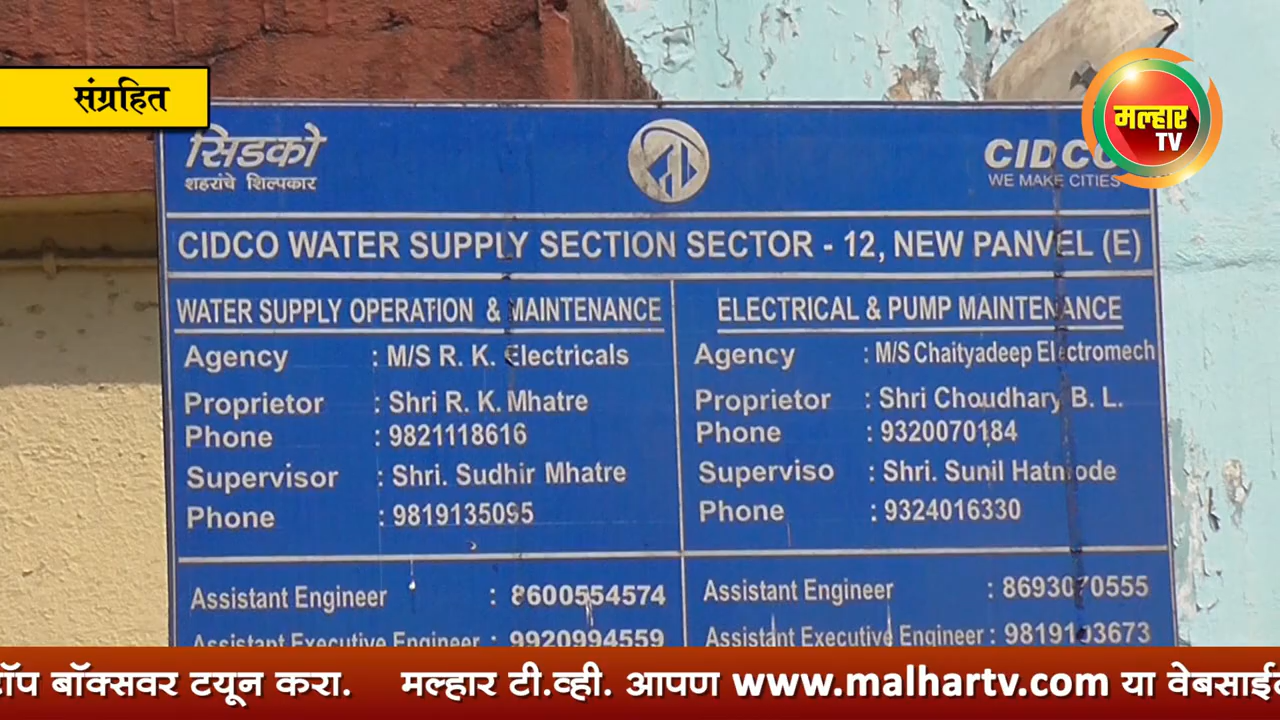 संग्रहित
मल्हार
TV
सिडको
शहरांचे शिल्पकार
CIDCO
WE MAKE CITIES
CIDCO WATER SUPPLY SECTION SECTOR - 12, NEW PANVEL (E)
WATER SUPPLY OPERATION & MAINTENANCE
Agency : M/S R. K. Electricals
Proprietor : Shri R. K. Mhatre
Phone : 9821118616
Supervisor : Shri. Sudhir Mhatre
Phone : 9819135095
Assistant Engineer : 8600554574
Assistant Executive Engineer : 9920994559
ELECTRICAL & PUMP MAINTENANCE
Agency : M/S Chaityadeep Electromech
Proprietor : Shri Choudhary B. L.
Phone : 9320070184
Superviso : Shri. Sunil
Phone : 9324016330
Assistant Engineer : 8693070555
Assistant Executive Engineer :
बॉक्सवर टयून करा. मल्हार टी.व्ही. आपण www.malhartv.com या